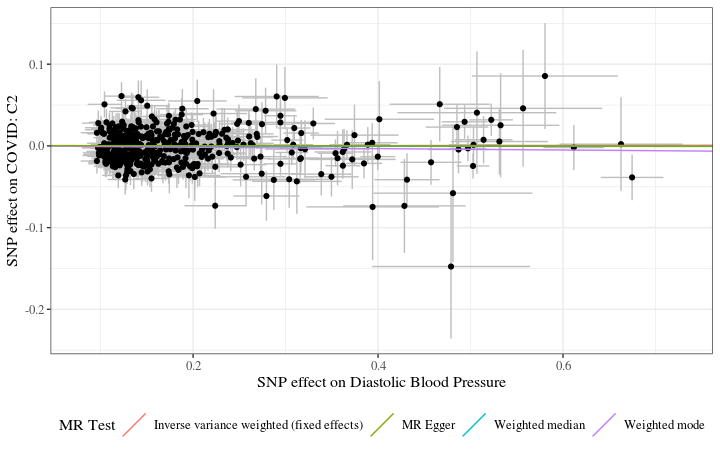 SNP effect on COVID: C2
0.1
0.0
-0.1
-0.2
0.2
0.4
0.6
SNP effect on Diastolic Blood Pressure
MR Test
Inverse variance weighted (fixed effects)
MR Egger
Weighted median
Weighted mode